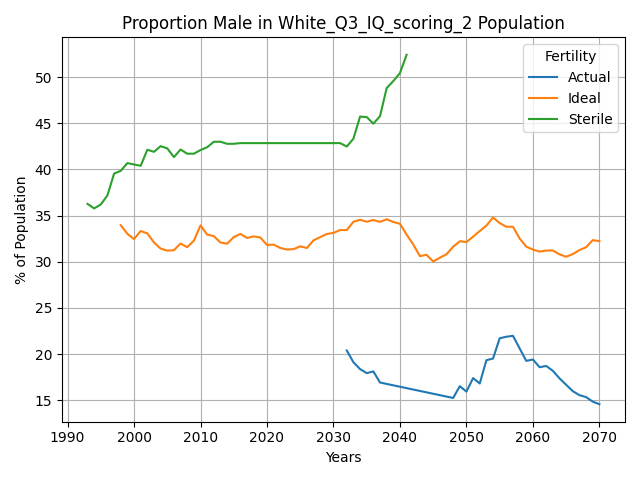 Proportion Male in White_Q3_IQ_scoring_2 Population
Fertility
Actual
Ideal
Sterile
% of Population
50
45
40
35
30
25
20
15
1990 2000 2010 2020 2030 2040 2050 2060 2070
Years